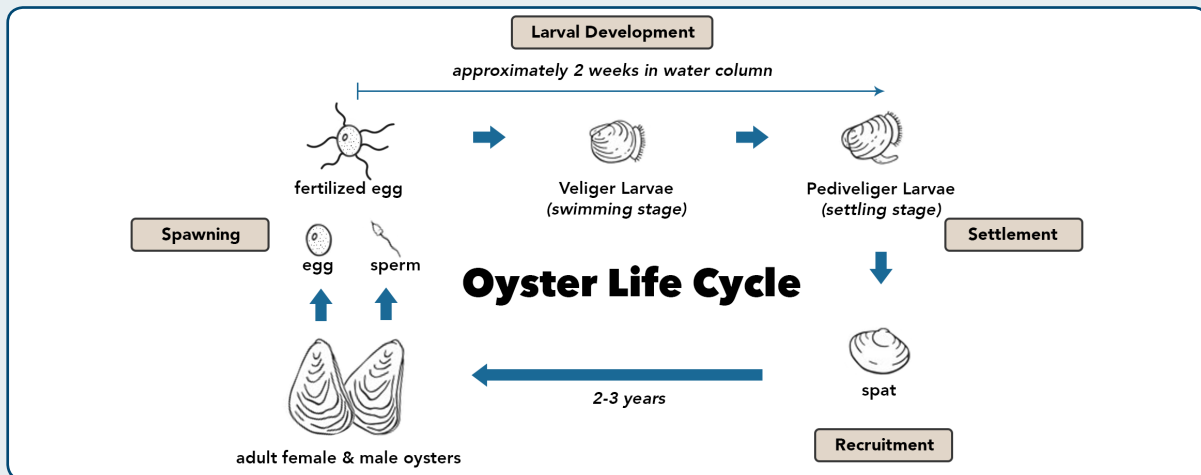 Larval Development
approximately 2 weeks in water column
fertilized egg
Veliger Larvae
(swimming stage)
Pediveliger Larvae
(settling stage)
Spawning
Settlement
egg
sperm
Oyster Life Cycle
spat
2-3 years
Recruitment
adult female & male oysters